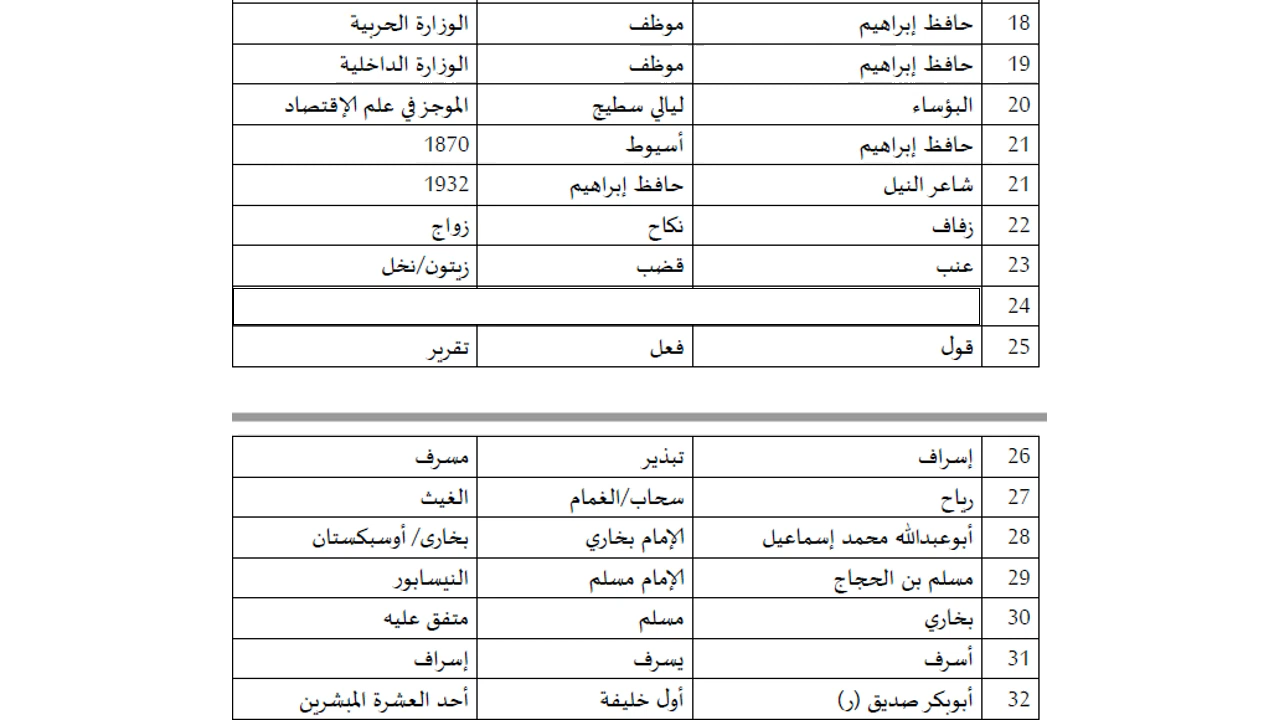 18 حافظ إبراهيم موظف الوزارة الحربية
19 حافظ إبراهيم موظف الوزارة الداخلية
20 البؤساء ليالي سطيح الموجز في علم الإقتصاد
21 حافظ إبراهيم أسيوط 1870
21 شاعر النيل حافظ إبراهيم 1932
22 زفاف نكاح زواج
23 عنب قضب زيتون/نخل
24
25 قول فعل تقرير
26 إسراف تبذير مسرف
27 رياح سحاب/الغمام الغيث
28 أبوعبدالله محمد إسماعيل الإمام بخاري بخارى/ أوسبكستان
29 مسلم بن الحجاج الإمام مسلم النيسابور
30 بخاري مسلم متفق عليه
31 أسرف يسرف إسراف
32 أبوبكر صديق (ر) أول خليفة أحد العشرة المبشرين